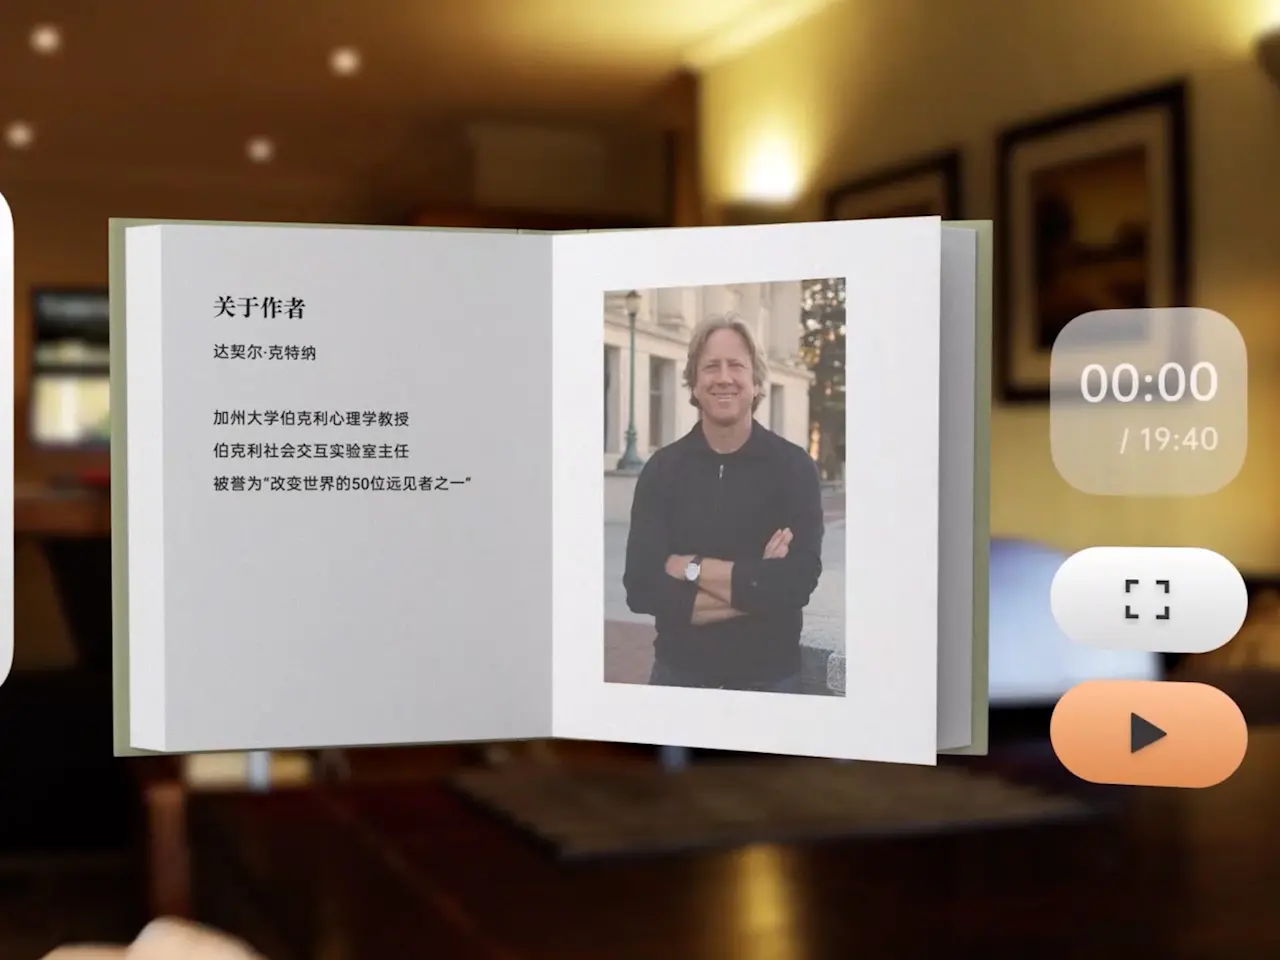 关于作者
达契尔·克特纳
加州大学伯克利心理学教授
伯克利社会交互实验室主任
被誉为“改变世界的50位远见者之一”
00:00
/ 19:40